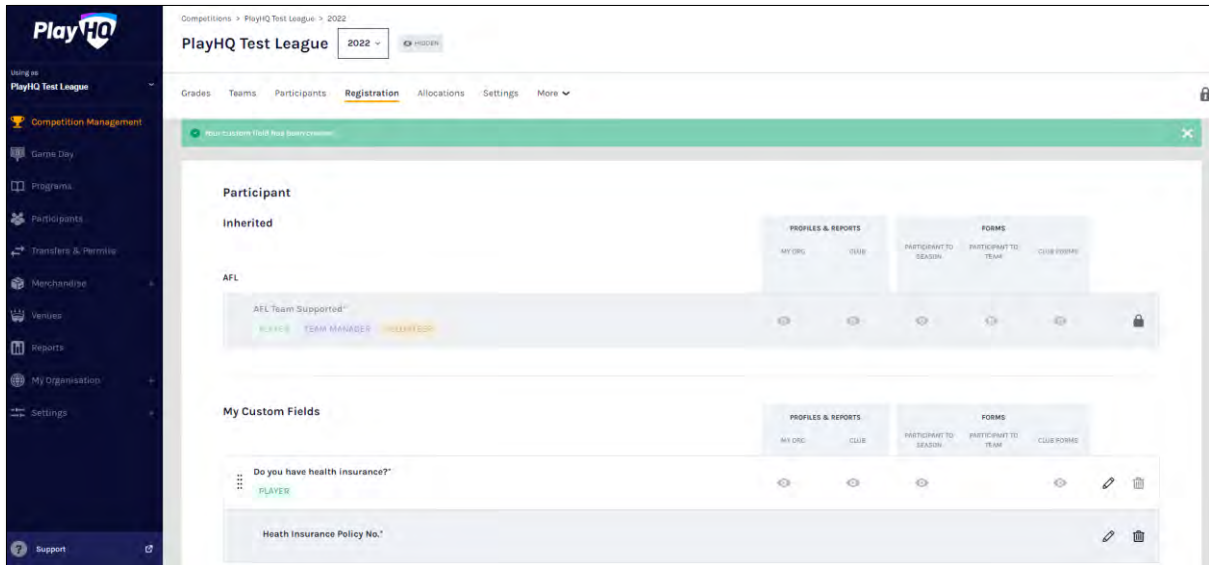 Play HQ
Using as
PlayHQ Test League
Competition Management
Game Day
Programs
Participants
Transfers & Permits
Merchandise +
Venues
Reports
My Organisation +
Settings +
? Support
Competitions > PlayHQ Test League > 2022
PlayHQ Test League 2022 HIDDEN
Grades Teams Participants Registration Allocations Settings More
Your custom field has been created
Participant
Inherited
PROFILES & REPORTS FORMS
MY ORG CLUB PARTICIPANT TO SEASON PARTICIPANT TO TEAM CLUB FORMS
AFL
AFL Team Supported*
PLAYER TEAM MANAGER VOLUNTEER
My Custom Fields
PROFILES & REPORTS FORMS
MY ORG CLUB PARTICIPANT TO SEASON PARTICIPANT TO TEAM CLUB FORMS
Do you have health insurance?*
PLAYER
Heath Insurance Policy No.*